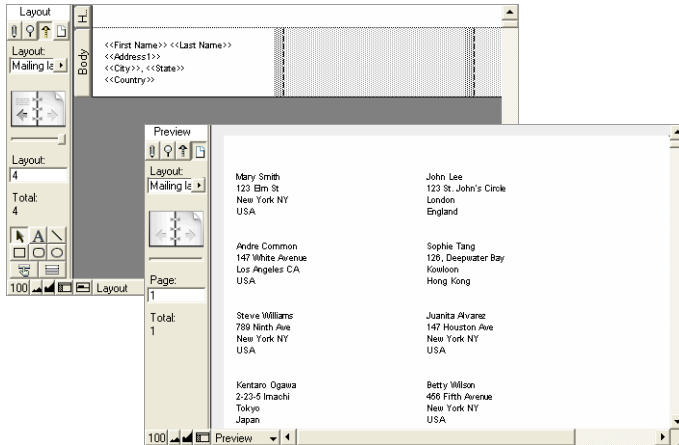 Layout
H...
Layout:
Mailing la
Body
<<First Name>> <<Last Name>>
<<Address1>>
<<City>>, <<State>>
<<Country>>
Layout:
4
Total:
4
A
100
Layout
Preview
Layout:
Mailing la
Page:
1
Total:
1
Mary Smith
123 Elm St
New York NY
USA
John Lee
123 St. John's Circle
London
England
Andre Common
147 White Avenue
Los Angeles CA
USA
Sophie Tang
126, Deepwater Bay
Kowloon
Hong Kong
Steve Williams
789 Ninth Ave
New York NY
USA
Juanita Alvarez
147 Houston Ave
New York NY
USA
Kentaro Ogawa
2-23-5 Imachi
Tokyo
Japan
Betty Wilson
456 Fifth Avenue
New York NY
USA
100
Preview